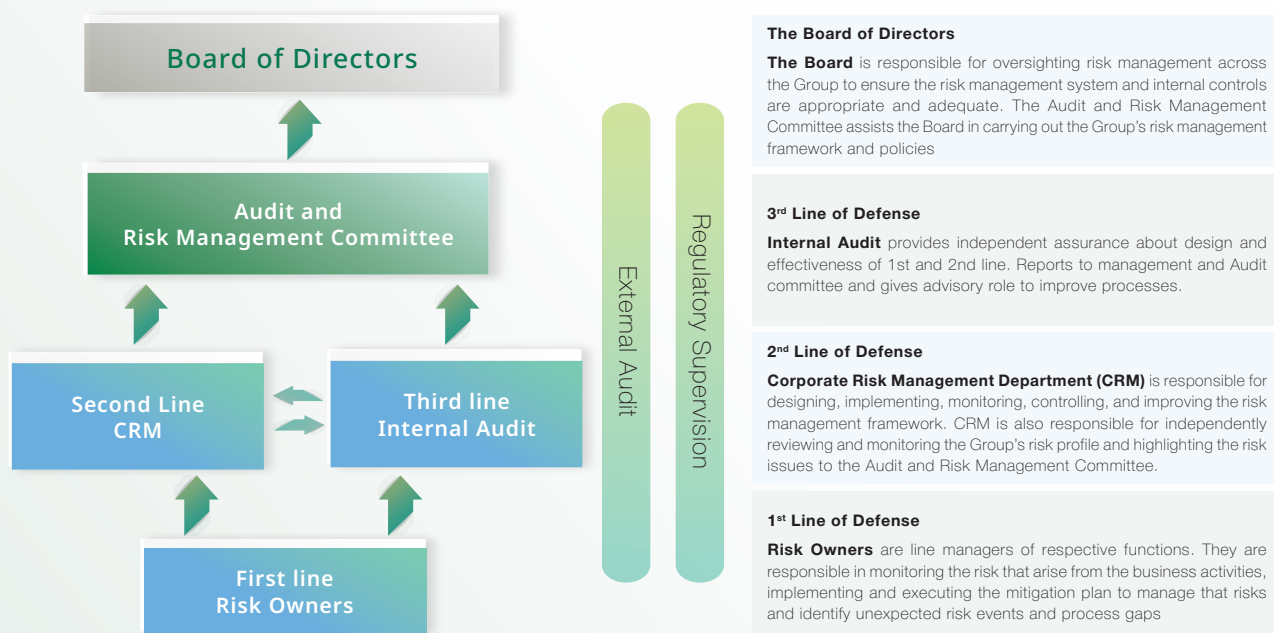 Board of Directors
Audit and
Risk Management Committee
Second Line
CRM
Third line
Internal Audit
First line
Risk Owners
External Audit
Regulatory Supervision
The Board of Directors
The Board is responsible for oversighting risk management across
the Group to ensure the risk management system and internal controls
are appropriate and adequate. The Audit and Risk Management
Committee assists the Board in carrying out the Group's risk management
framework and policies
3rd Line of Defense
Internal Audit provides independent assurance about design and
effectiveness of 1st and 2nd line. Reports to management and Audit
committee and gives advisory role to improve processes.
2nd Line of Defense
Corporate Risk Management Department (CRM) is responsible for
designing, implementing, monitoring, controlling, and improving the risk
management framework. CRM is also responsible for independently
reviewing and monitoring the Group's risk profile and highlighting the risk
issues to the Audit and Risk Management Committee.
1st Line of Defense
Risk Owners are line managers of respective functions. They are
responsible in monitoring the risk that arise from the business activities,
implementing and executing the mitigation plan to manage that risks
and identify unexpected risk events and process gaps